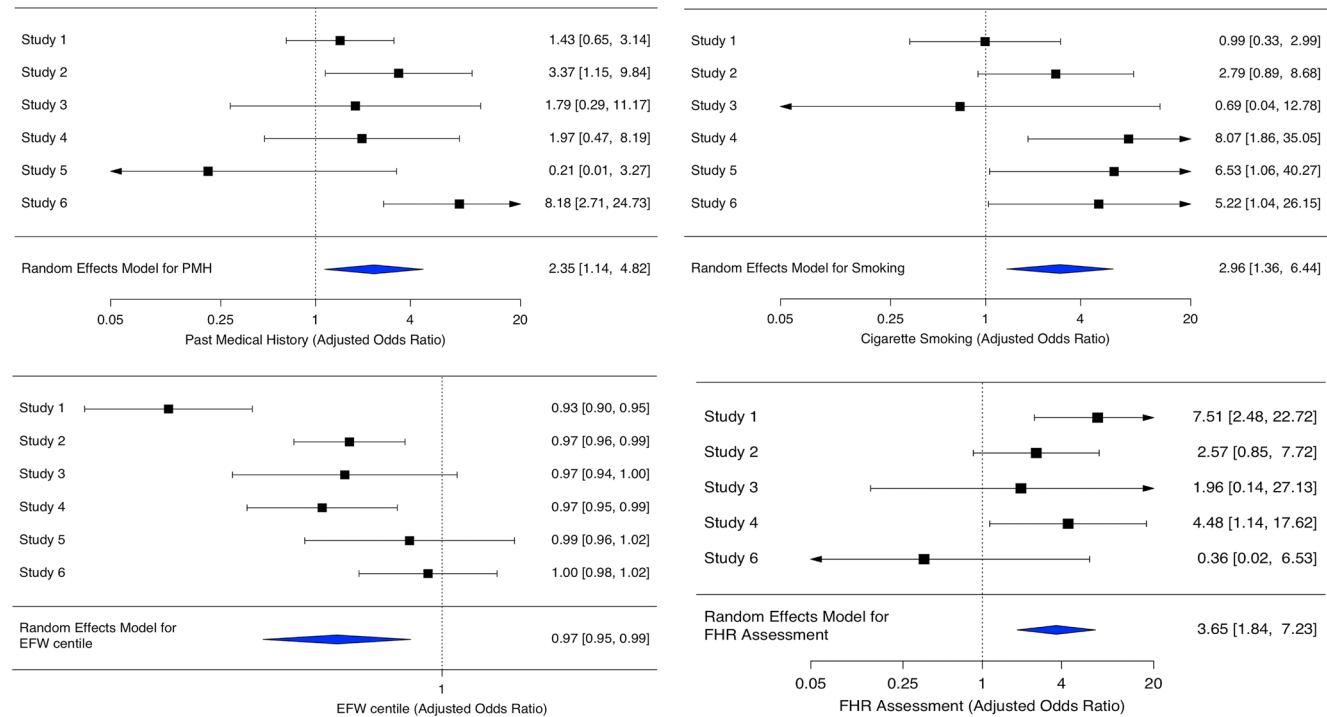 Study 1 1.43 [0.65, 3.14]
Study 2 3.37 [1.15, 9.84]
Study 3 1.79 [0.29, 11.17]
Study 4 1.97 [0.47, 8.19]
Study 5 0.21 [0.01, 3.27]
Study 6 8.18 [2.71, 24.73]
Random Effects Model for PMH 2.35 [1.14, 4.82]
0.05 0.25 1 4 20
Past Medical History (Adjusted Odds Ratio)
Study 1 0.99 [0.33, 2.99]
Study 2 2.79 [0.89, 8.68]
Study 3 0.69 [0.04, 12.78]
Study 4 8.07 [1.86, 35.05]
Study 5 6.53 [1.06, 40.27]
Study 6 5.22 [1.04, 26.15]
Random Effects Model for Smoking 2.96 [1.36, 6.44]
0.05 0.25 1 4 20
Cigarette Smoking (Adjusted Odds Ratio)
Study 1 0.93 [0.90, 0.95]
Study 2 0.97 [0.96, 0.99]
Study 3 0.97 [0.94, 1.00]
Study 4 0.97 [0.95, 0.99]
Study 5 0.99 [0.96, 1.02]
Study 6 1.00 [0.98, 1.02]
Random Effects Model for
EFW centile 0.97 [0.95, 0.99]
1
EFW centile (Adjusted Odds Ratio)
Study 1 7.51 [2.48, 22.72]
Study 2 2.57 [0.85, 7.72]
Study 3 1.96 [0.14, 27.13]
Study 4 4.48 [1.14, 17.62]
Study 6 0.36 [0.02, 6.53]
Random Effects Model for
FHR Assessment 3.65 [1.84, 7.23]
0.05 0.25 1 4 20
FHR Assessment (Adjusted Odds Ratio)